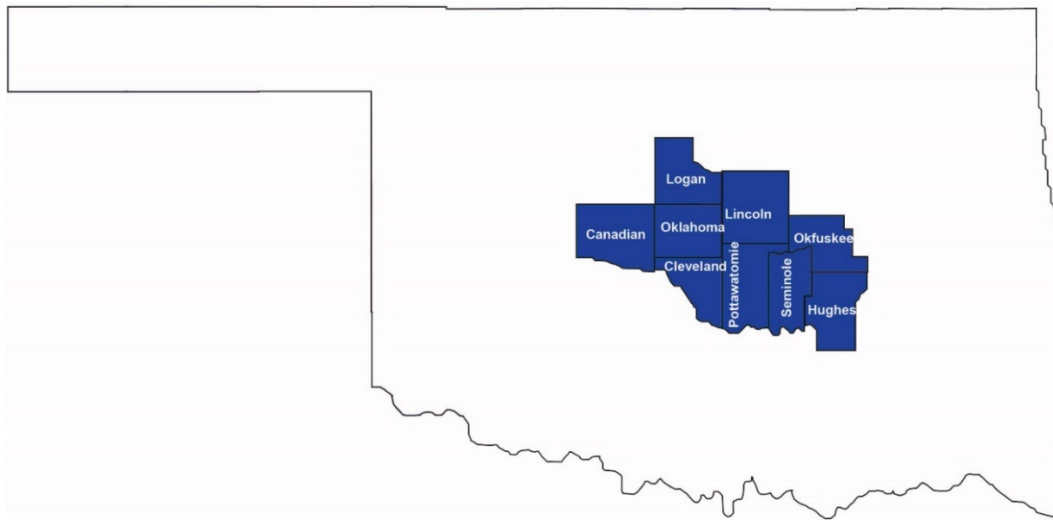 Logan
Lincoln
Oklahoma
Canadian
Okfuskee
Cleveland
Pottawatomie
Seminole
Hughes